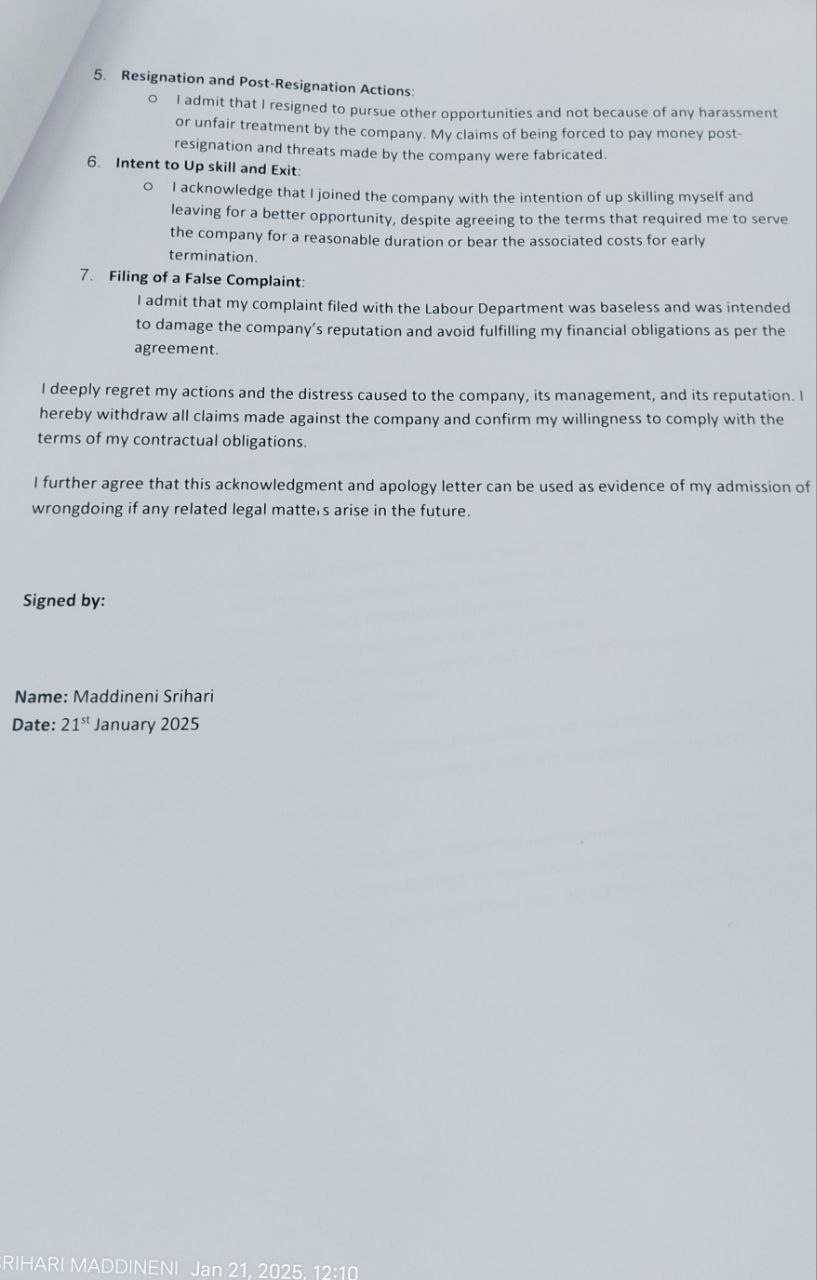 5. Resignation and Post-Resignation Actions:
o I admit that I resigned to pursue other opportunities and not because of any harassment
or unfair treatment by the company. My claims of being forced to pay money post-
resignation and threats made by the company were fabricated.
6. Intent to Up skill and Exit:
o I acknowledge that I joined the company with the intention of up skilling myself and
leaving for a better opportunity, despite agreeing to the terms that required me to serve
the company for a reasonable duration or bear the associated costs for early
termination.
7. Filing of a False Complaint:
I admit that my complaint filed with the Labour Department was baseless and was intended
to damage the company's reputation and avoid fulfilling my financial obligations as per the
agreement.
I deeply regret my actions and the distress caused to the company, its management, and its reputation. I
hereby withdraw all claims made against the company and confirm my willingness to comply with the
terms of my contractual obligations.
I further agree that this acknowledgment and apology letter can be used as evidence of my admission of
wrongdoing if any related legal matters arise in the future.
Signed by:
Name: Maddineni Srihari
Date: 21st January 2025
RIHARI MADDINENI Jan 21, 2025, 12:10